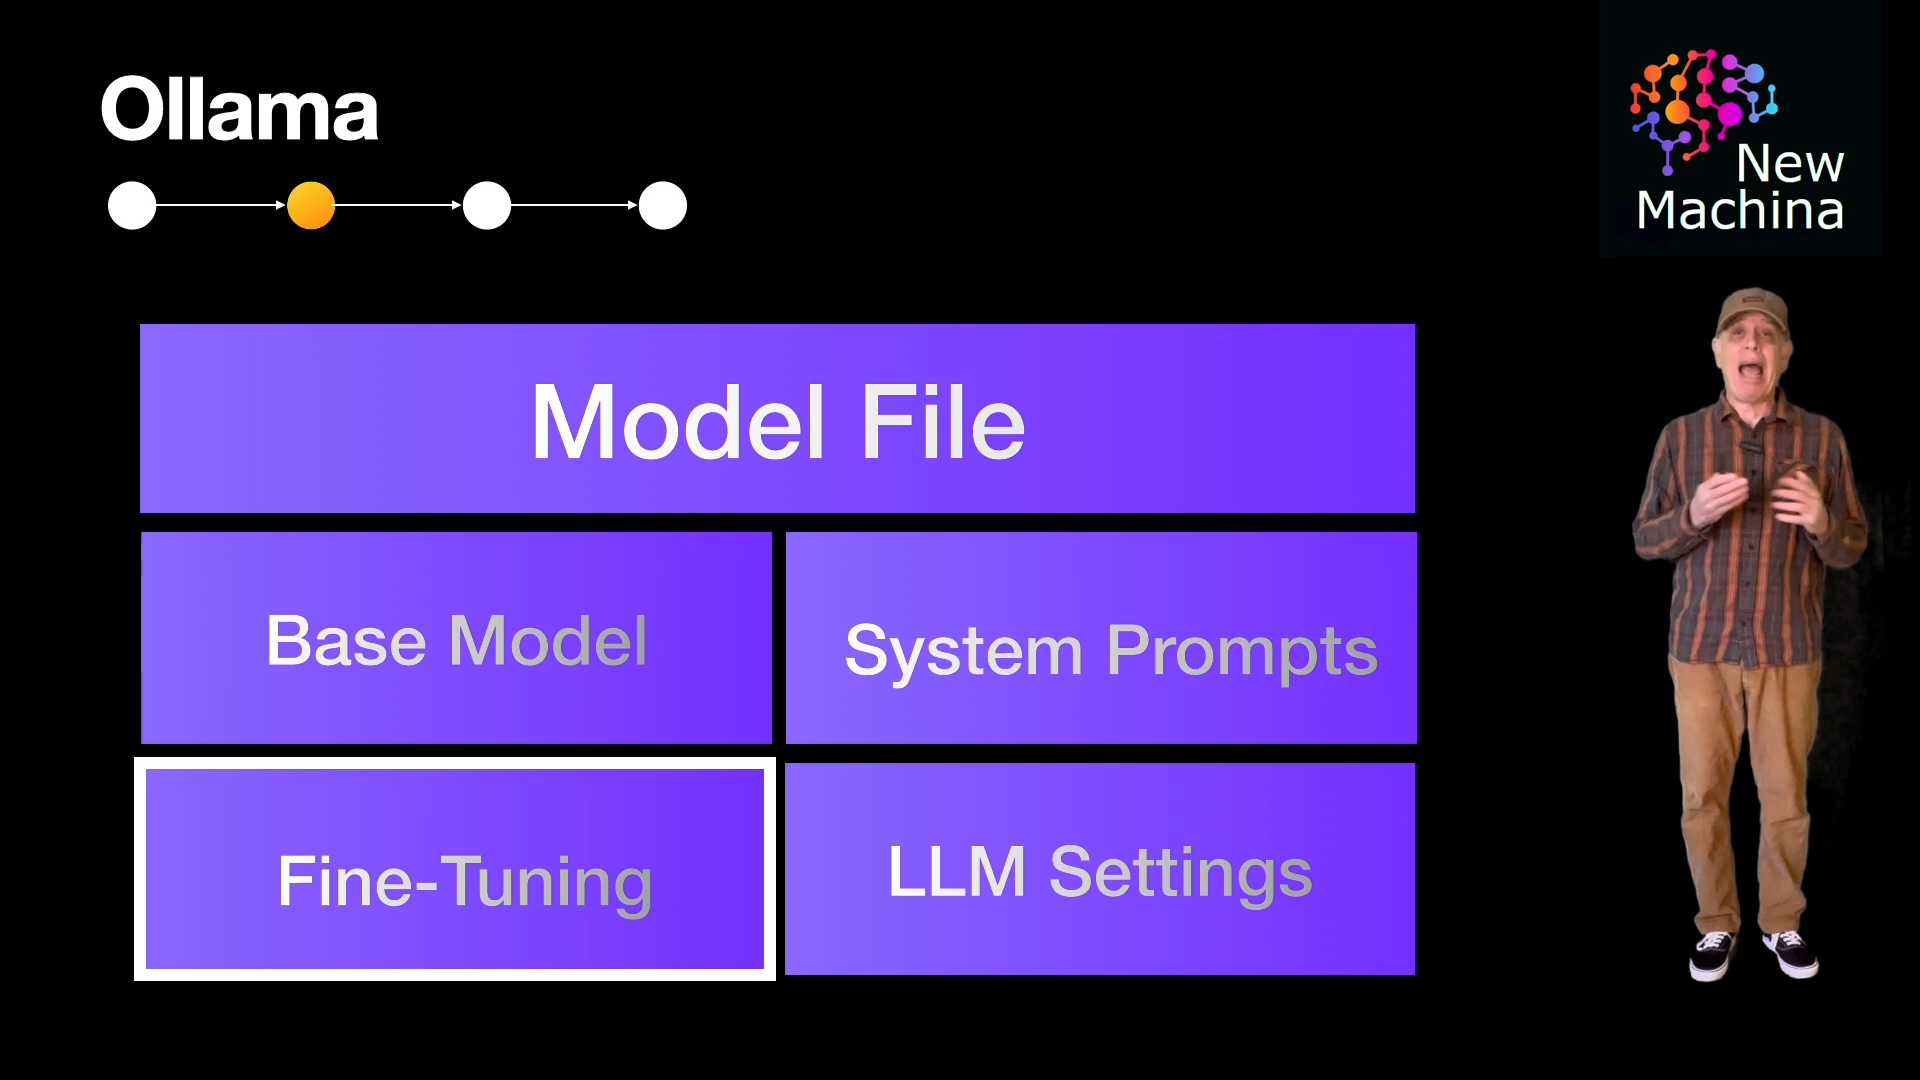 Ollama
New
Machina
Model File
Base Model
System Prompts
Fine-Tuning
LLM Settings